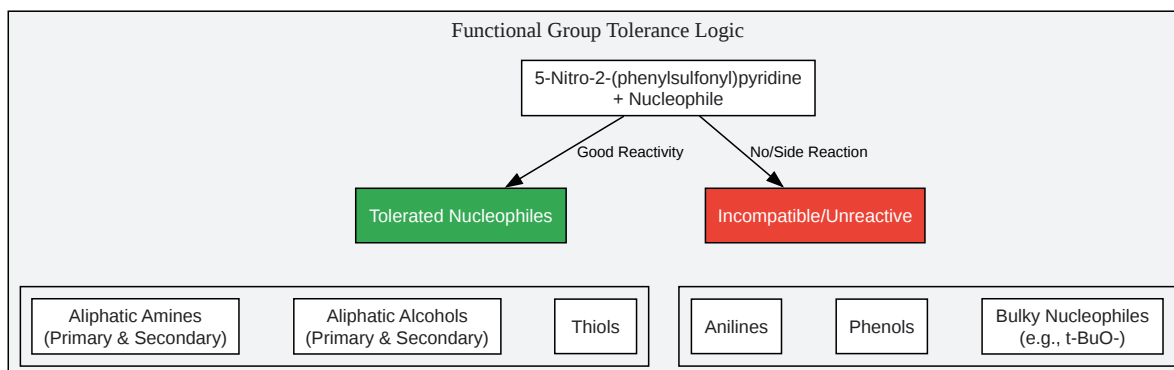 Functional Group Tolerance Logic
5-Nitro-2-(phenylsulfonyl)pyridine
+ Nucleophile
Good Reactivity
No/Side Reaction
Tolerated Nucleophiles
Incompatible/Unreactive
Aliphatic Amines
(Primary & Secondary)
Aliphatic Alcohols
(Primary & Secondary)
Thiols
Anilines
Phenols
Bulky Nucleophiles
(e.g., t-BuO-)